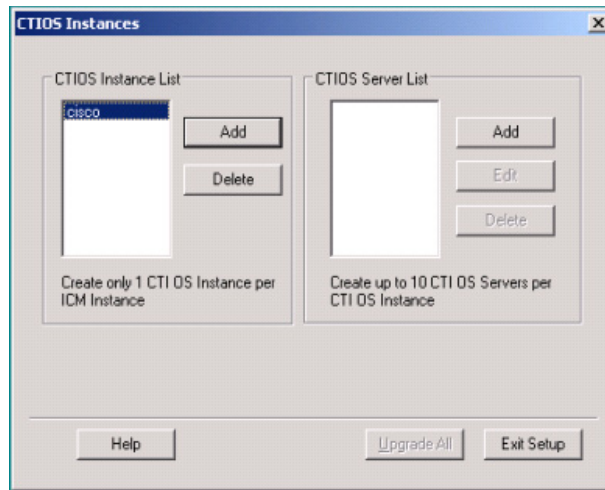 CTIOS Instances
CTIOS Instance List
cisco
Add
Delete
Create only 1 CTI OS Instance per
ICM Instance
CTIOS Server List
Add
Edit
Delete
Create up to 10 CTI OS Servers per
CTI OS Instance
Help
Upgrade All
Exit Setup